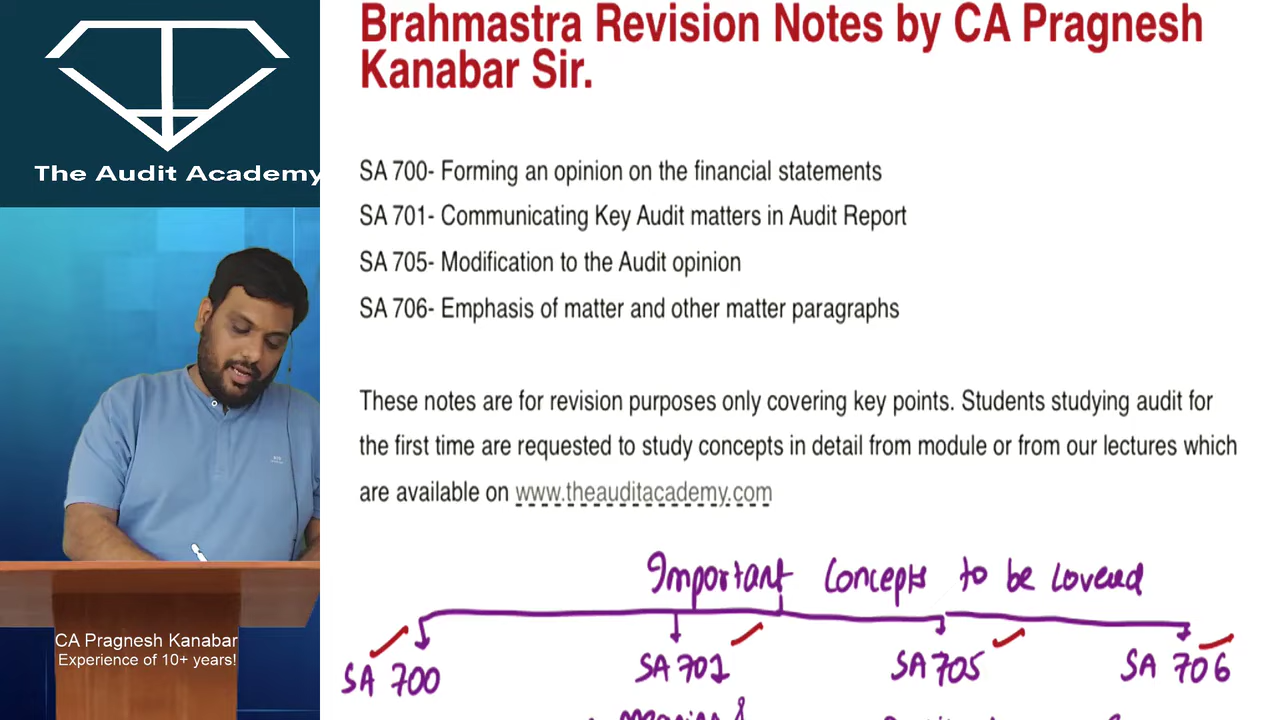 The Audit Academy
Brahmastra Revision Notes by CA Pragnesh
Kanabar Sir.
SA 700- Forming an opinion on the financial statements
SA 701- Communicating Key Audit matters in Audit Report
SA 705- Modification to the Audit opinion
SA 706- Emphasis of matter and other matter paragraphs
These notes are for revision purposes only covering key points. Students studying audit for
the first time are requested to study concepts in detail from module or from our lectures which
are available on www.theauditacademy.com
Important Concepts to be Covered
SA 700 SA 701 SA 705 SA 706
CA Pragnesh Kanabar
Experience of 10+ years!